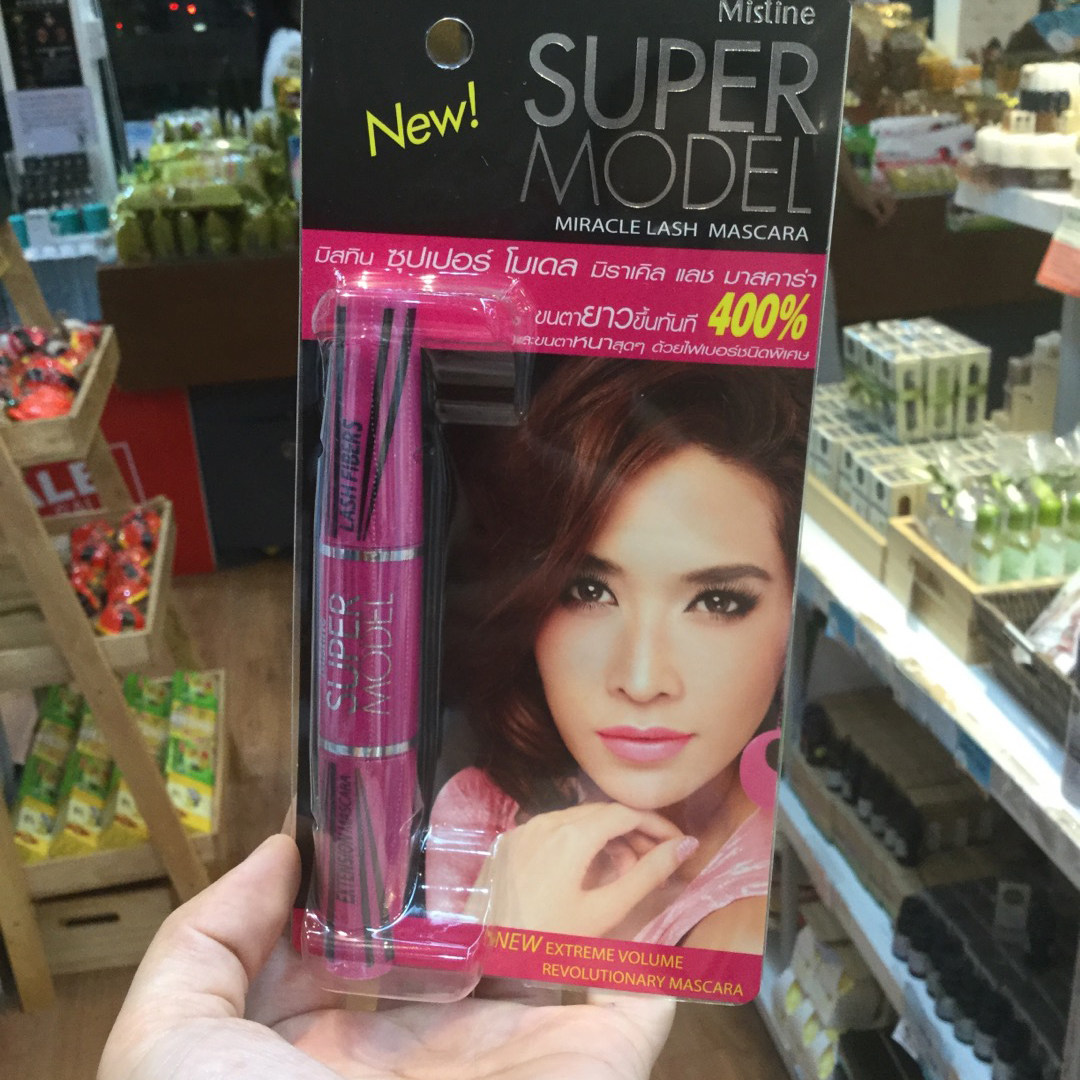 Mistine
SUPER
MODEL
New!
MIRACLE LASH MASCARA
มิสทิน ซุปเปอร์ โมเดล มิราเคิล แลช มาสคาร่า
ขนตายาวขึ้นทันที 400%
และขนตาหนาสุดๆ ด้วยไฟเบอร์ชนิดพิเศษ
LASH FIBERS
SUPER
MODEL
EXTENSION MASCARA
NEW EXTREME VOLUME
REVOLUTIONARY MASCARA